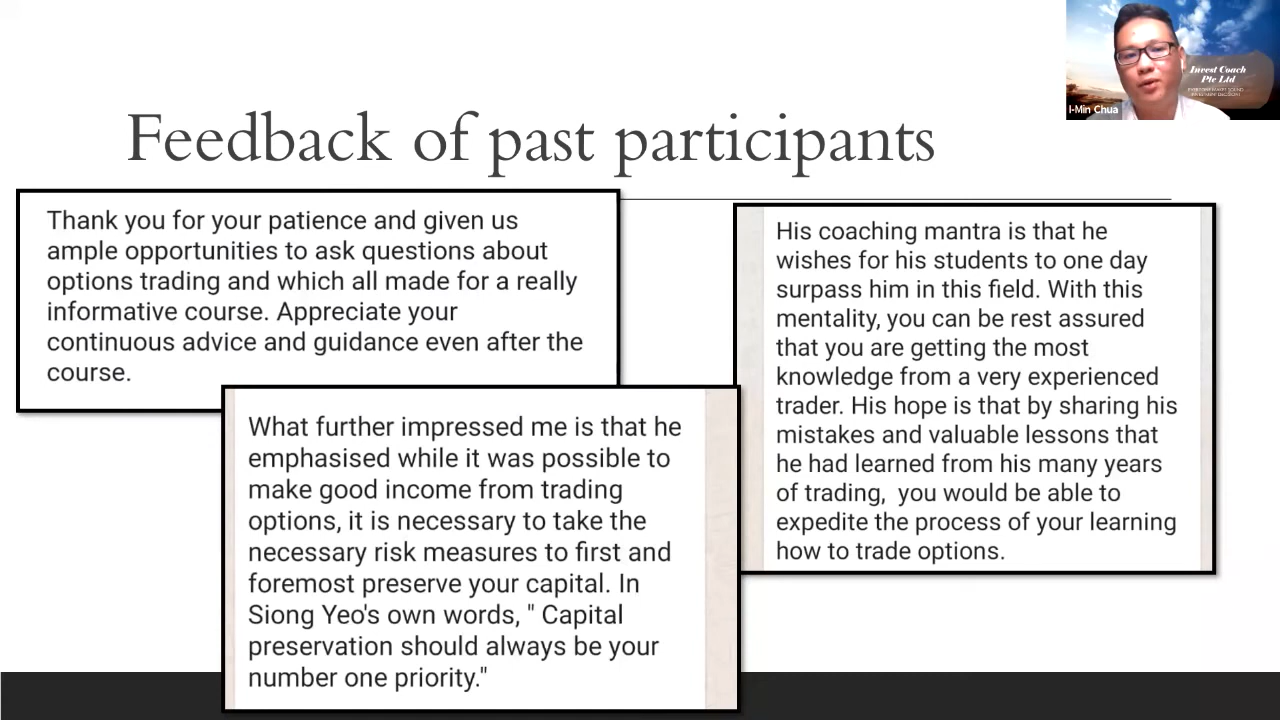 Feedback of past participants
Thank you for your patience and given us
ample opportunities to ask questions about
options trading and which all made for a really
informative course. Appreciate your
continuous advice and guidance even after the
course.
What further impressed me is that he
emphasised while it was possible to
make good income from trading
options, it is necessary to take the
necessary risk measures to first and
foremost preserve your capital. In
Siong Yeo's own words, " Capital
preservation should always be your
number one priority."
His coaching mantra is that he
wishes for his students to one day
surpass him in this field. With this
mentality, you can be rest assured
that you are getting the most
knowledge from a very experienced
trader. His hope is that by sharing his
mistakes and valuable lessons that
he had learned from his many years
of trading,  you would be able to
expedite the process of your learning
how to trade options.
Invest Coach
Pte Ltd
I-Min Chua